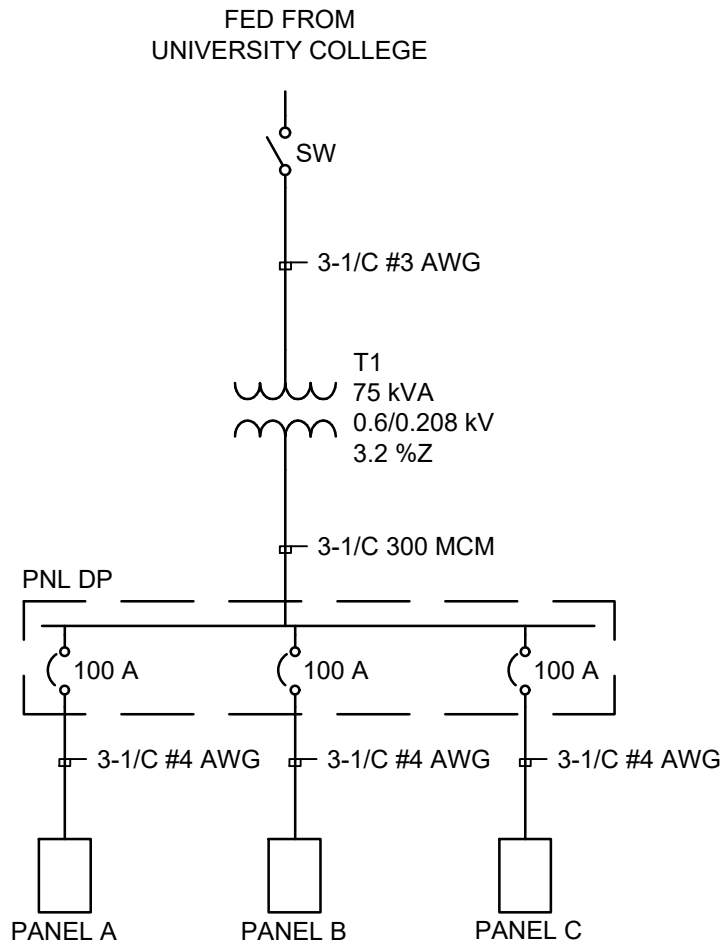 FED FROM
UNIVERSITY COLLEGE
SW
3-1/C #3 AWG
T1
75 kVA
0.6/0.208 kV
3.2 %Z
3-1/C 300 MCM
PNL DP
100 A
100 A
100 A
3-1/C #4 AWG
3-1/C #4 AWG
3-1/C #4 AWG
PANEL A
PANEL B
PANEL C